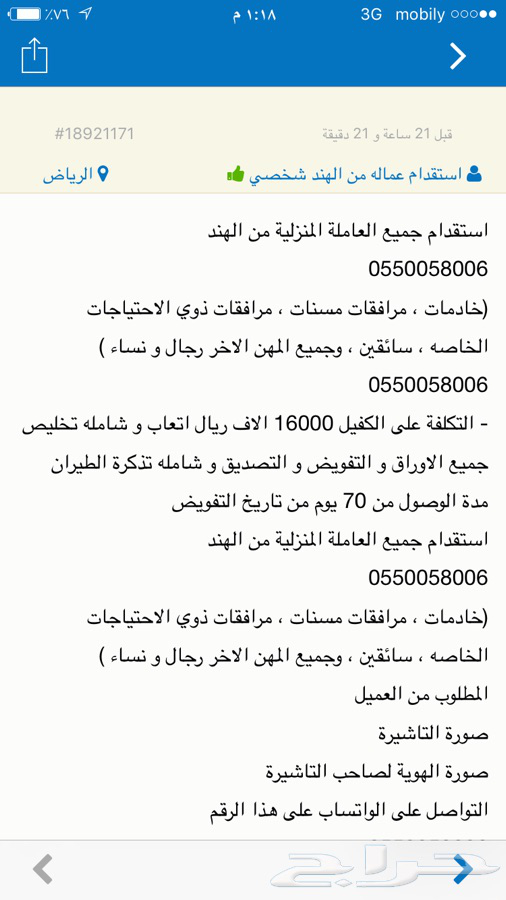 mobily 3G ١:١٨ م ٧٦٪
قبل 21 ساعة و 21 دقيقة #18921171
استقدام عماله من الهند شخصي الرياض
استقدام جميع العاملة المنزلية من الهند
0550058006
(خادمات ، مرافقات مسنات ، مرافقات ذوي الاحتياجات
الخاصه ، سائقين ، وجميع المهن الاخر رجال و نساء )
0550058006
- التكلفة على الكفيل 16000 الاف ريال اتعاب و شامله تخليص
جميع الاوراق و التفويض و التصديق و شامله تذكرة الطيران
مدة الوصول من 70 يوم من تاريخ التفويض
استقدام جميع العاملة المنزلية من الهند
0550058006
(خادمات ، مرافقات مسنات ، مرافقات ذوي الاحتياجات
الخاصه ، سائقين ، وجميع المهن الاخر رجال و نساء )
المطلوب من العميل
صورة التاشيرة
صورة الهوية لصاحب التاشيرة
التواصل على الواتساب على هذا الرقم
حراج